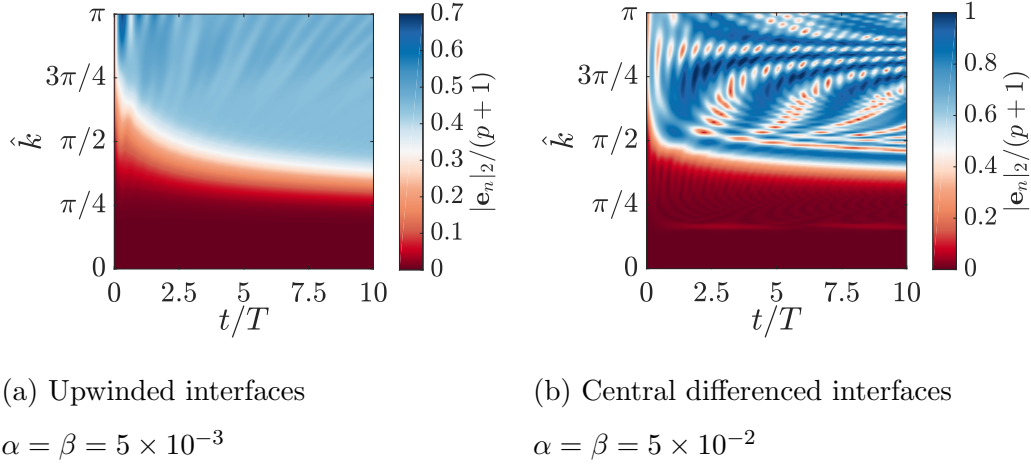 π
3π/4
π/2
π/4
0
k̂
0 2.5 5 7.5 10
t/T
0.7
0.6
0.5
0.4
0.3
0.2
0.1
0
|e_n|_2/(p + 1)
π
3π/4
π/2
π/4
0
k̂
0 2.5 5 7.5 10
t/T
1
0.8
0.6
0.4
0.2
0
|e_n|_2/(p + 1)
(a) Upwinded interfaces
α = β = 5 × 10⁻³
(b) Central differenced interfaces
α = β = 5 × 10⁻²